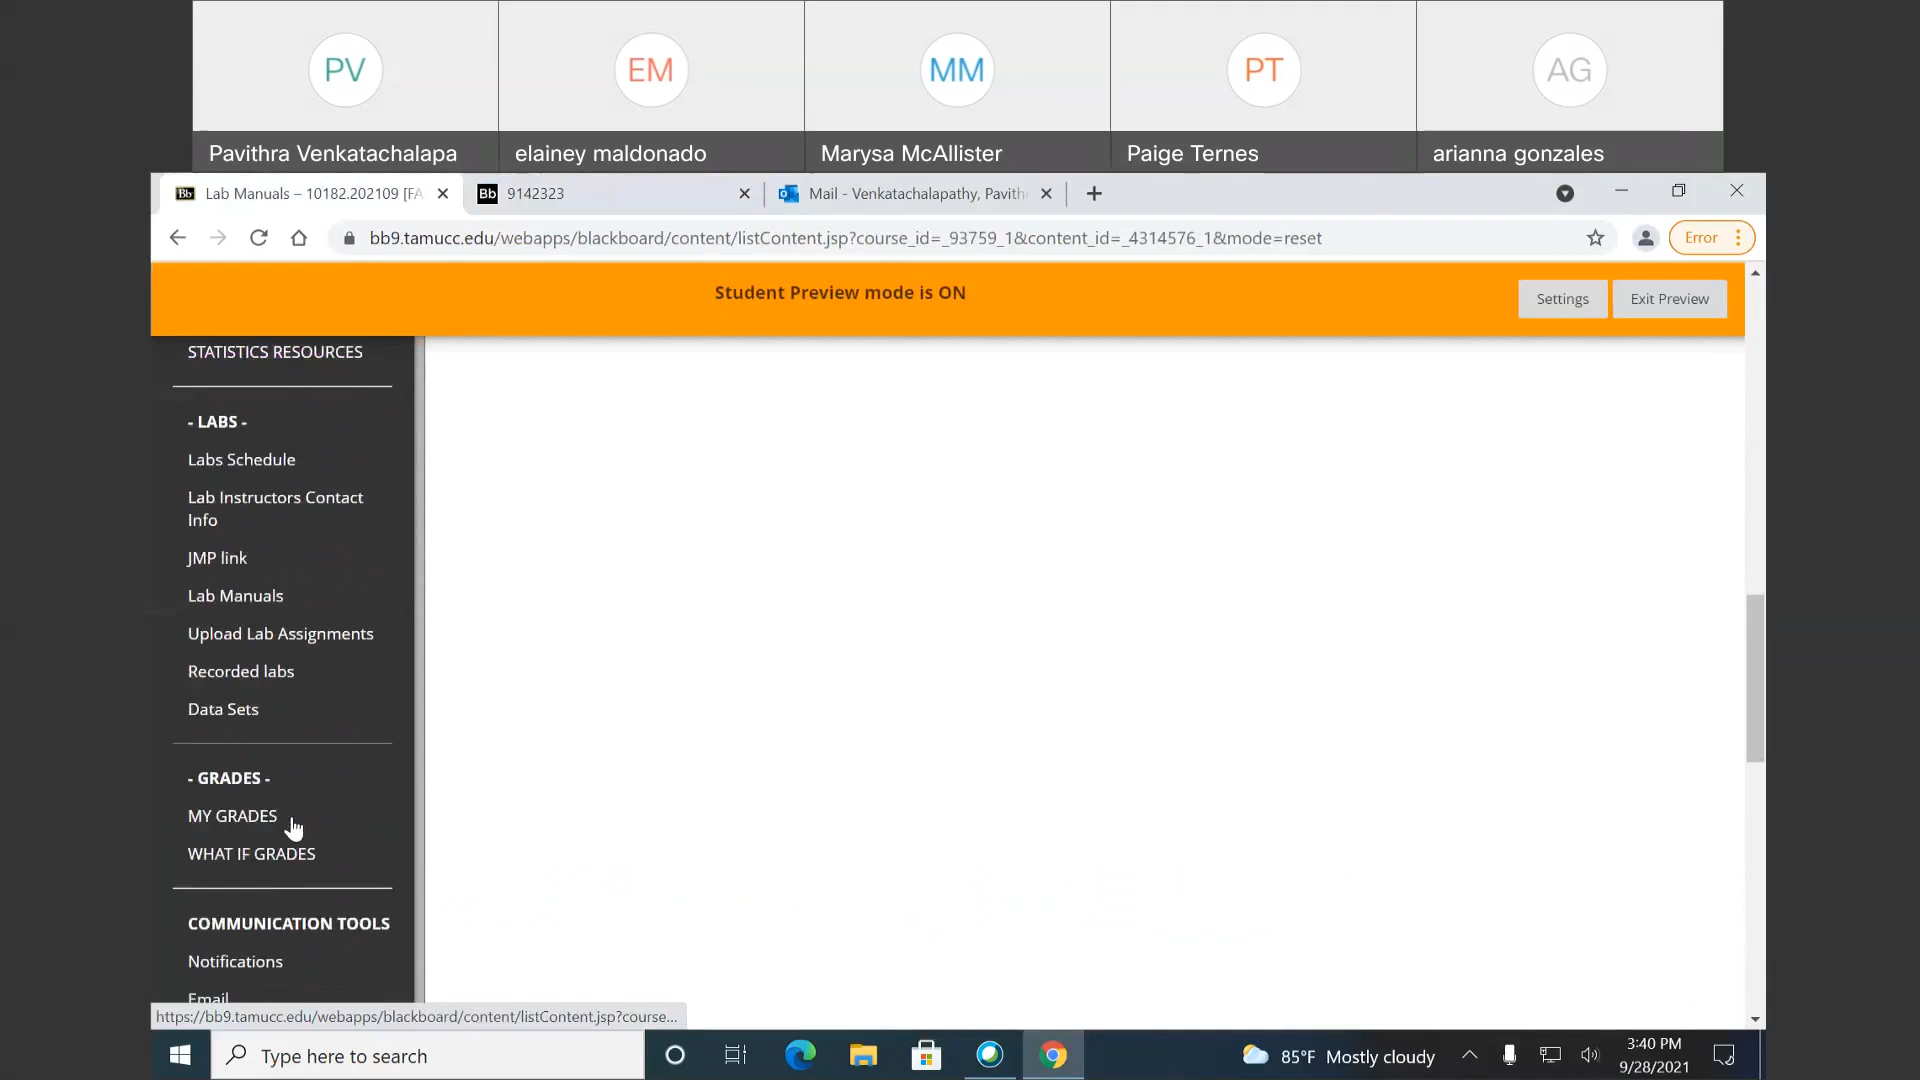 PV
EM
MM
PT
AG
Pavithra Venkatachalapa
elainey maldonado
Marysa McAllister
Paige Ternes
arianna gonzales
Bb Lab Manuals – 10182.202109 [FA
Bb 9142323
Mail - Venkatachalapathy, Pavith
bb9.tamucc.edu/webapps/blackboard/content/listContent.jsp?course_id=_93759_1&content_id=_4314576_1&mode=reset
Error
Student Preview mode is ON
Settings
Exit Preview
STATISTICS RESOURCES
- LABS -
Labs Schedule
Lab Instructors Contact
Info
JMP link
Lab Manuals
Upload Lab Assignments
Recorded labs
Data Sets
- GRADES -
MY GRADES
WHAT IF GRADES
COMMUNICATION TOOLS
Notifications
Email
https://bb9.tamucc.edu/webapps/blackboard/content/listContent.jsp?course...
Type here to search
85°F Mostly cloudy
3:40 PM
9/28/2021